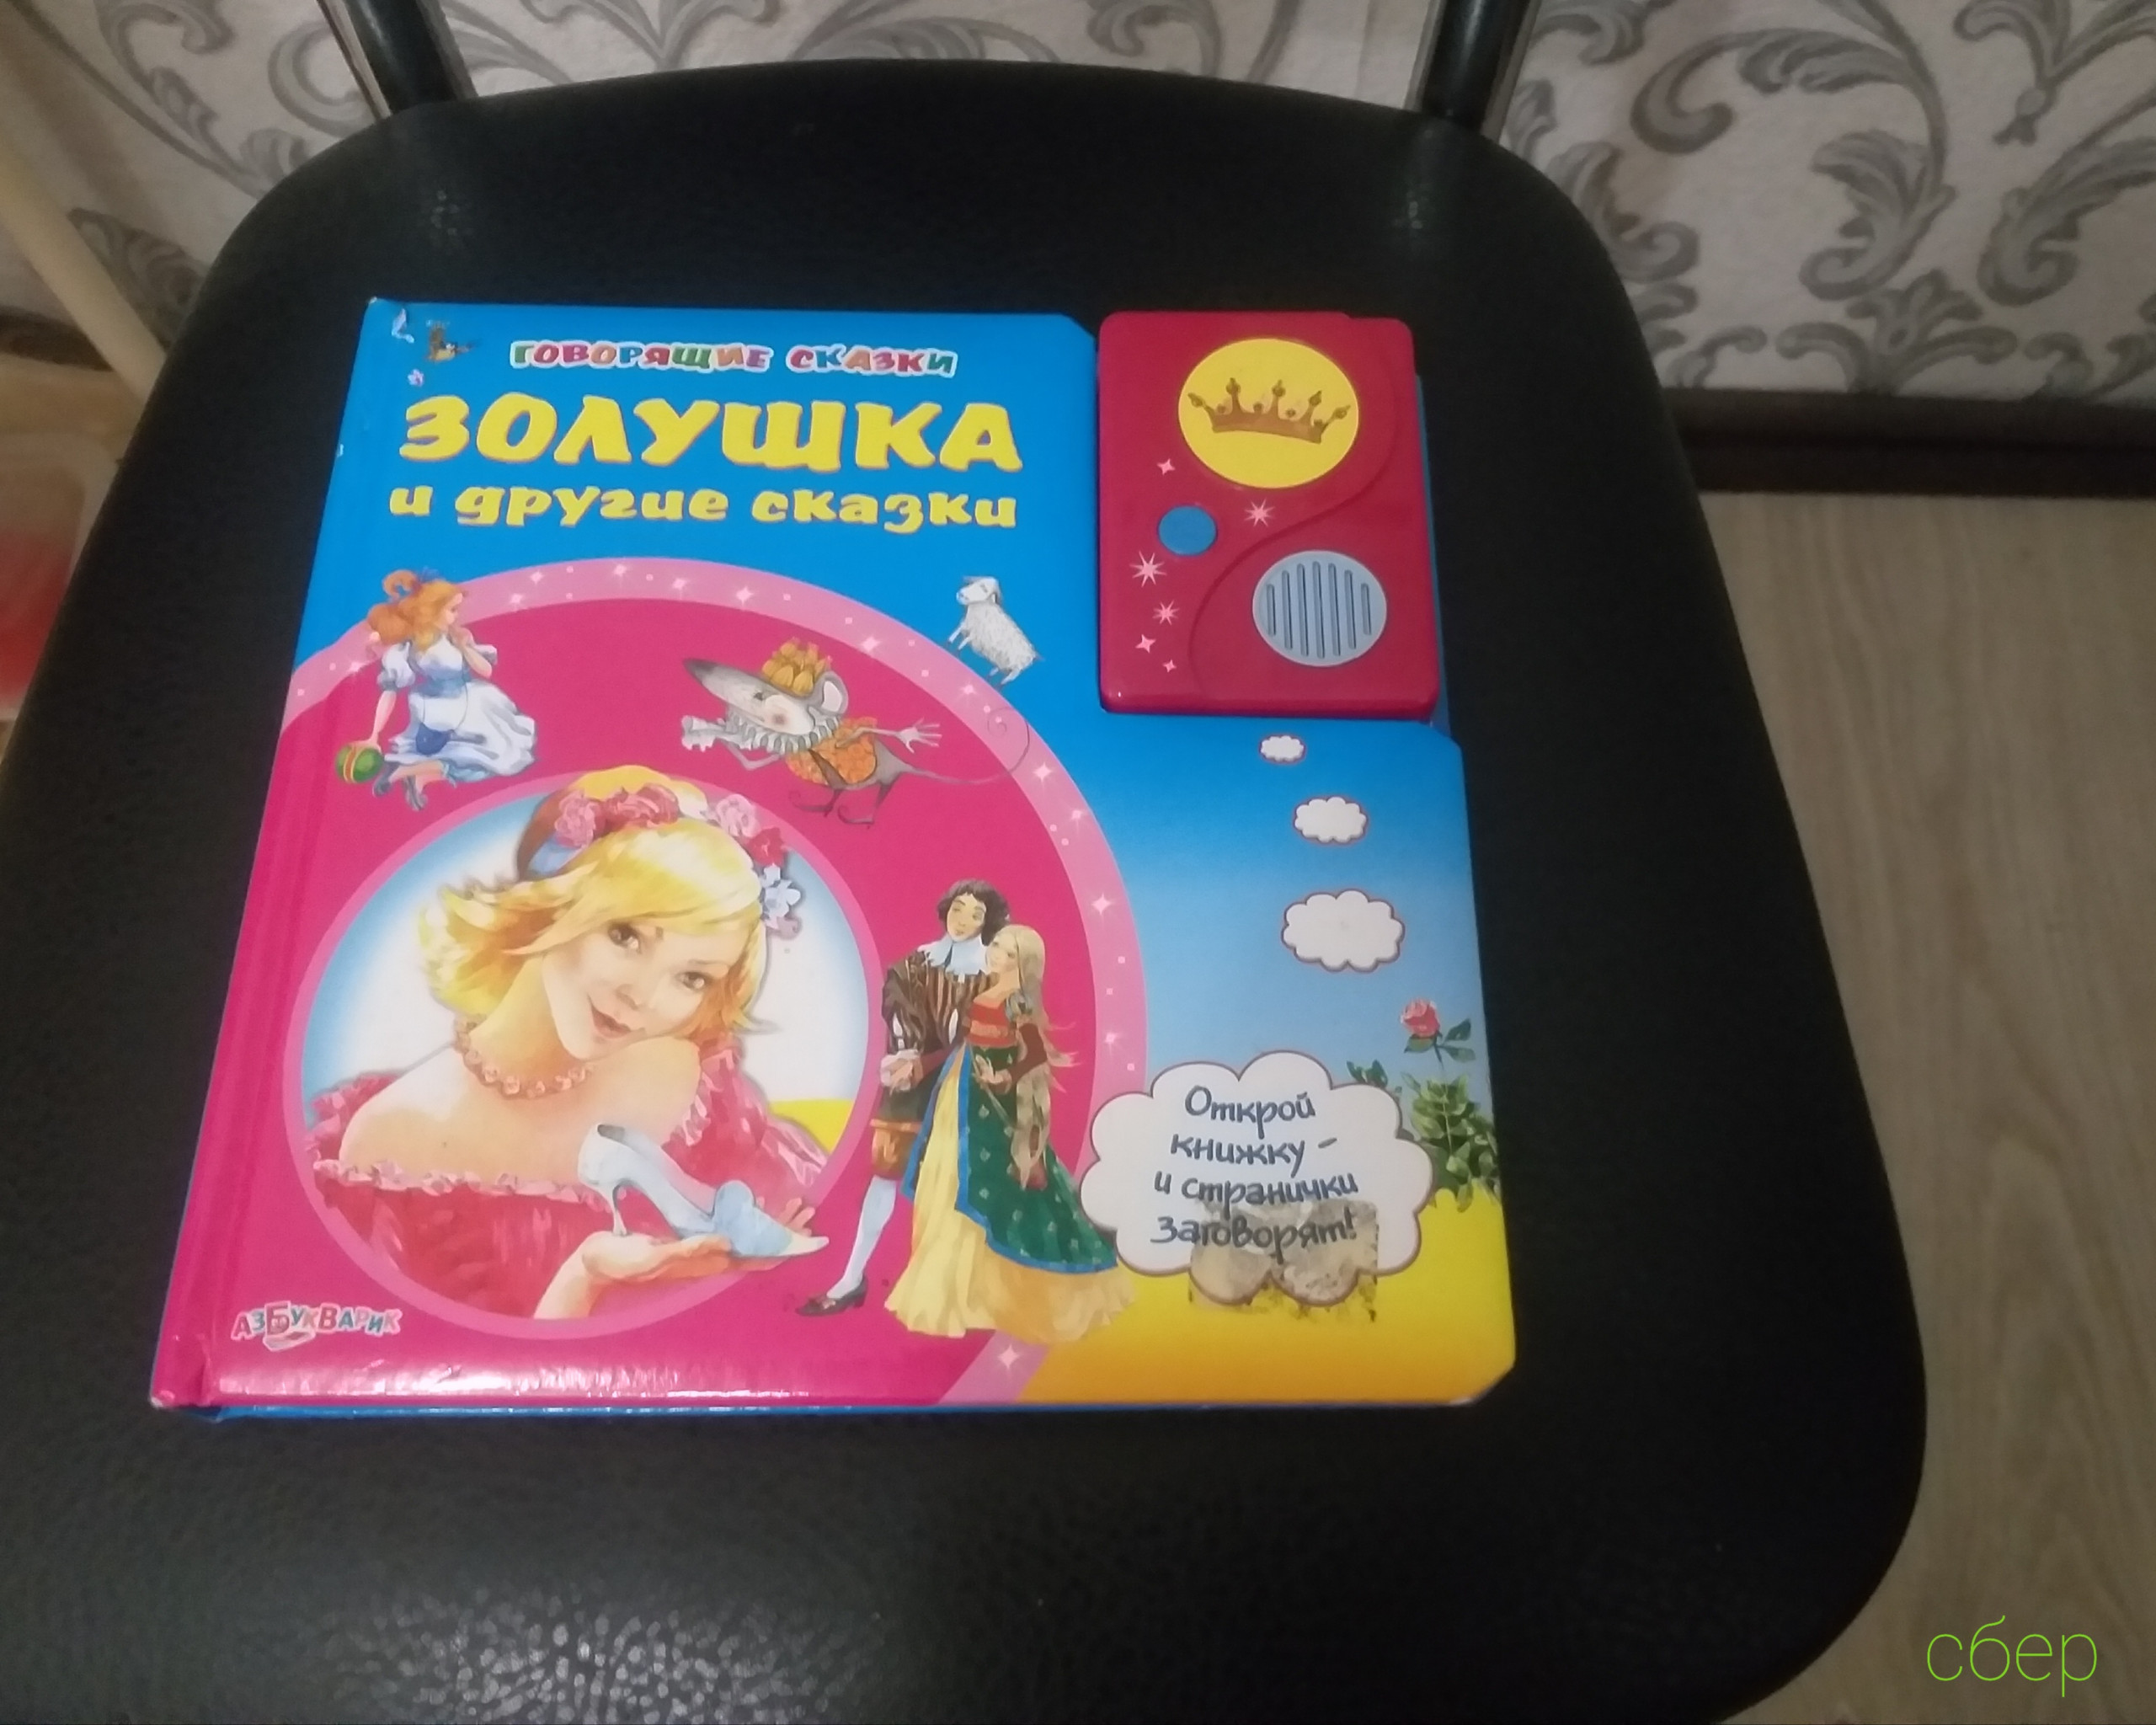 ГОВОРЯЩИЕ СКАЗКИ
ЗОЛУШКА
и другие сказки
Открой
книжку -
и странички
заговорят!
АЗБУКВАРИК
сбер